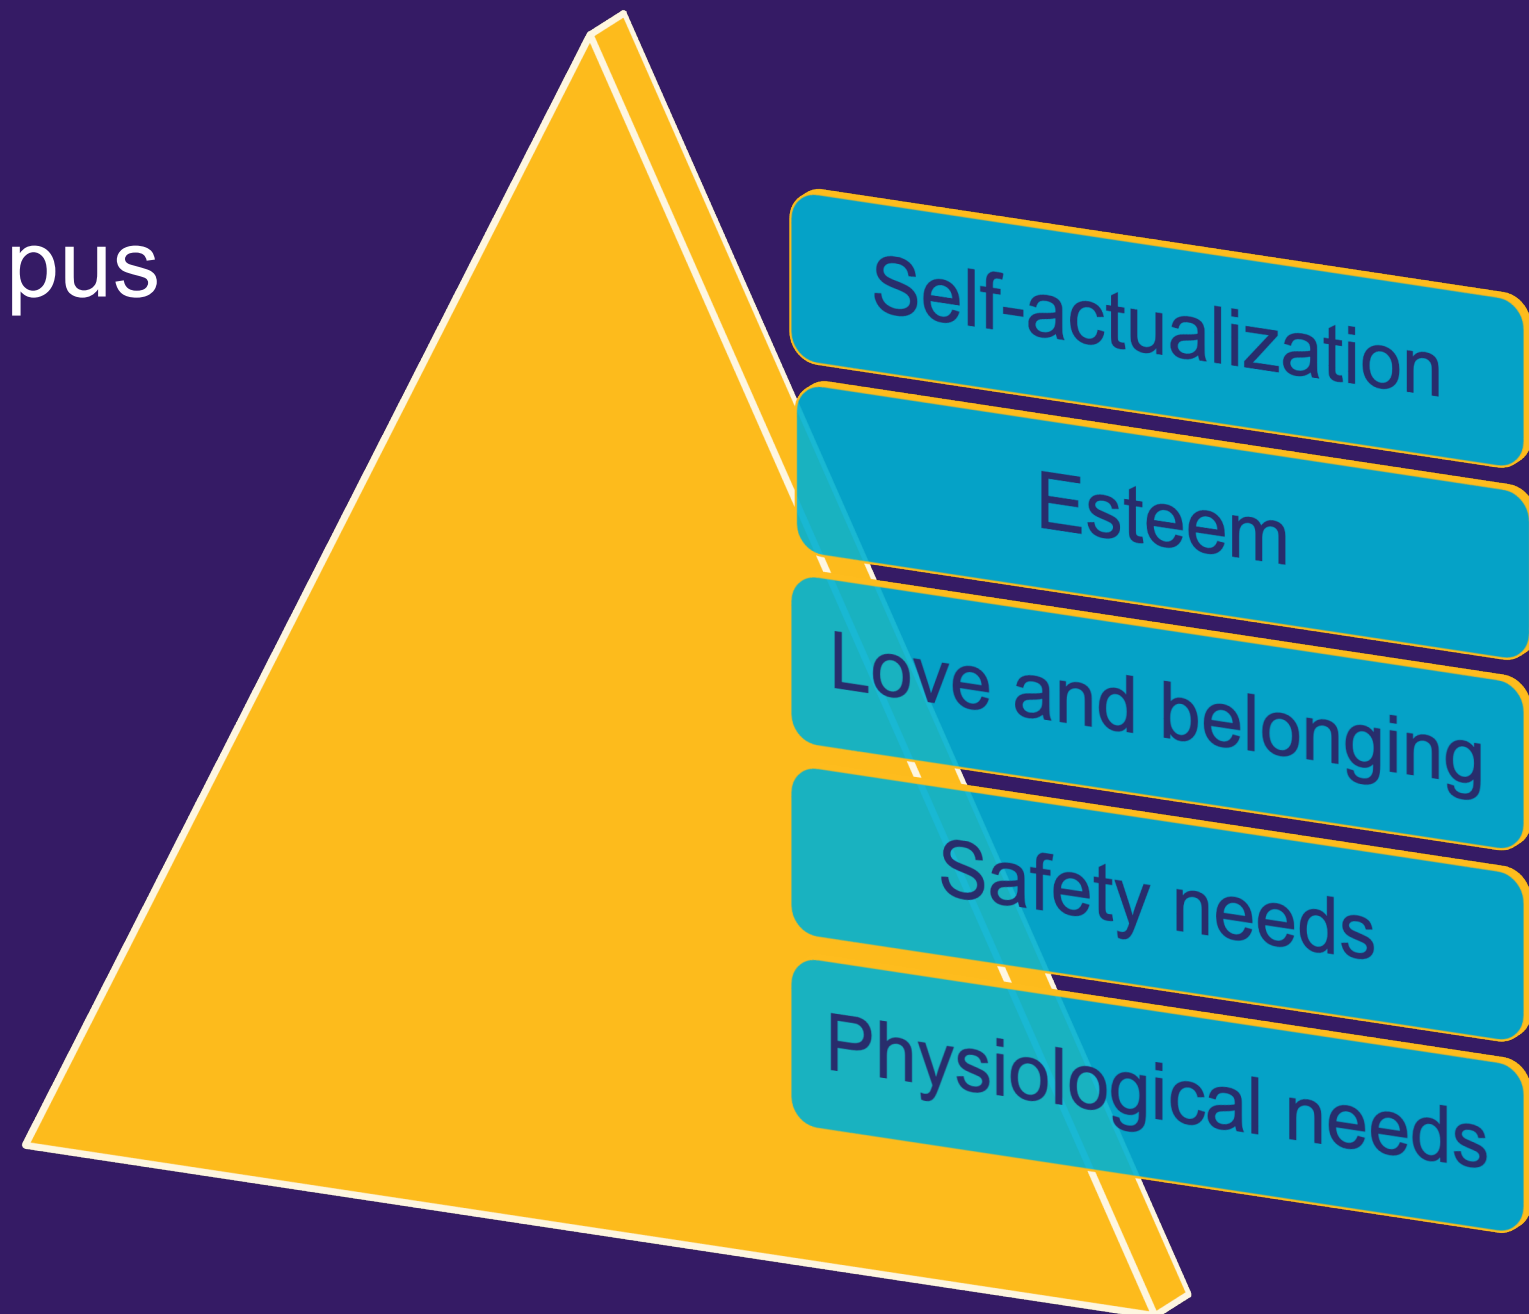 pus
Self-actualization
Esteem
Love and belonging
Safety needs
Physiological needs